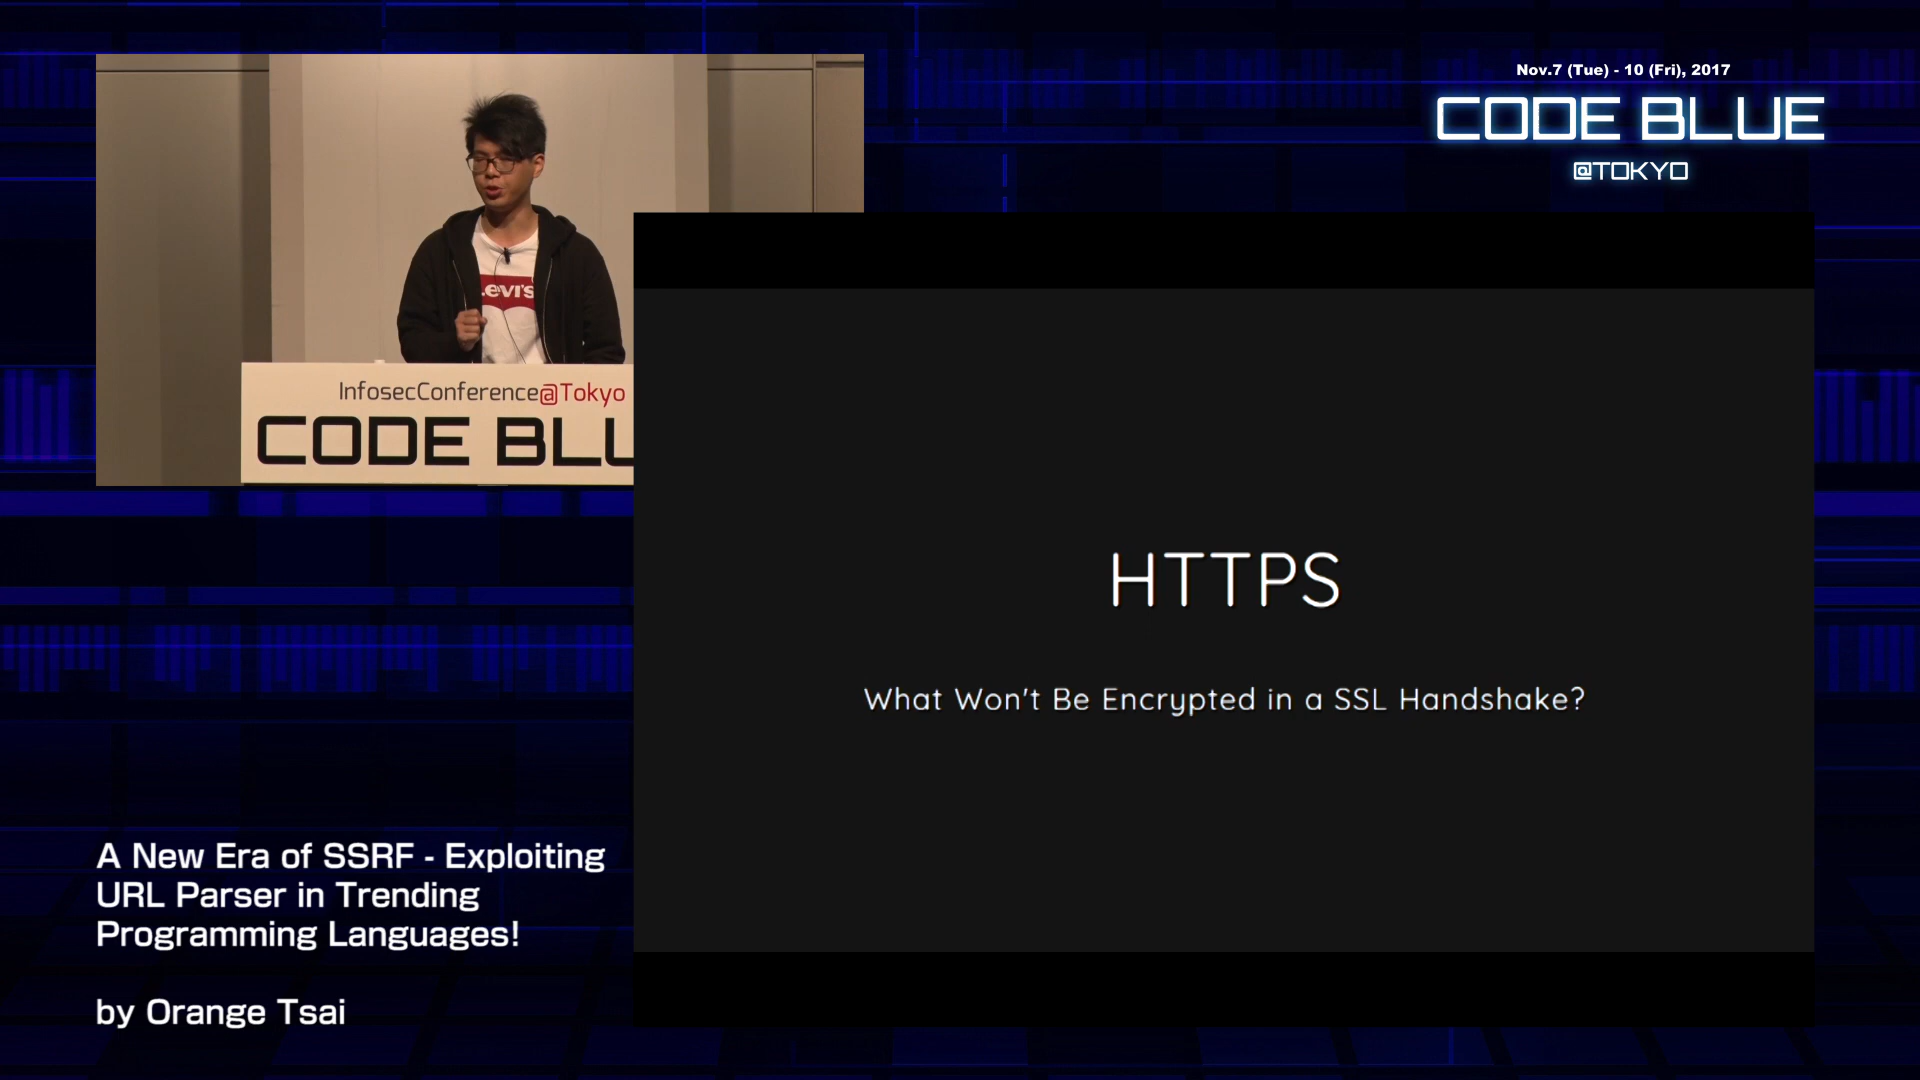 Nov.7 (Tue) - 10 (Fri), 2017
CODE BLUE
@TOKYO
Levi's
InfosecConference@Tokyo
CODE BLU
HTTPS
What Won't Be Encrypted in a SSL Handshake?
A New Era of SSRF - Exploiting
URL Parser in Trending
Programming Languages!
by Orange Tsai